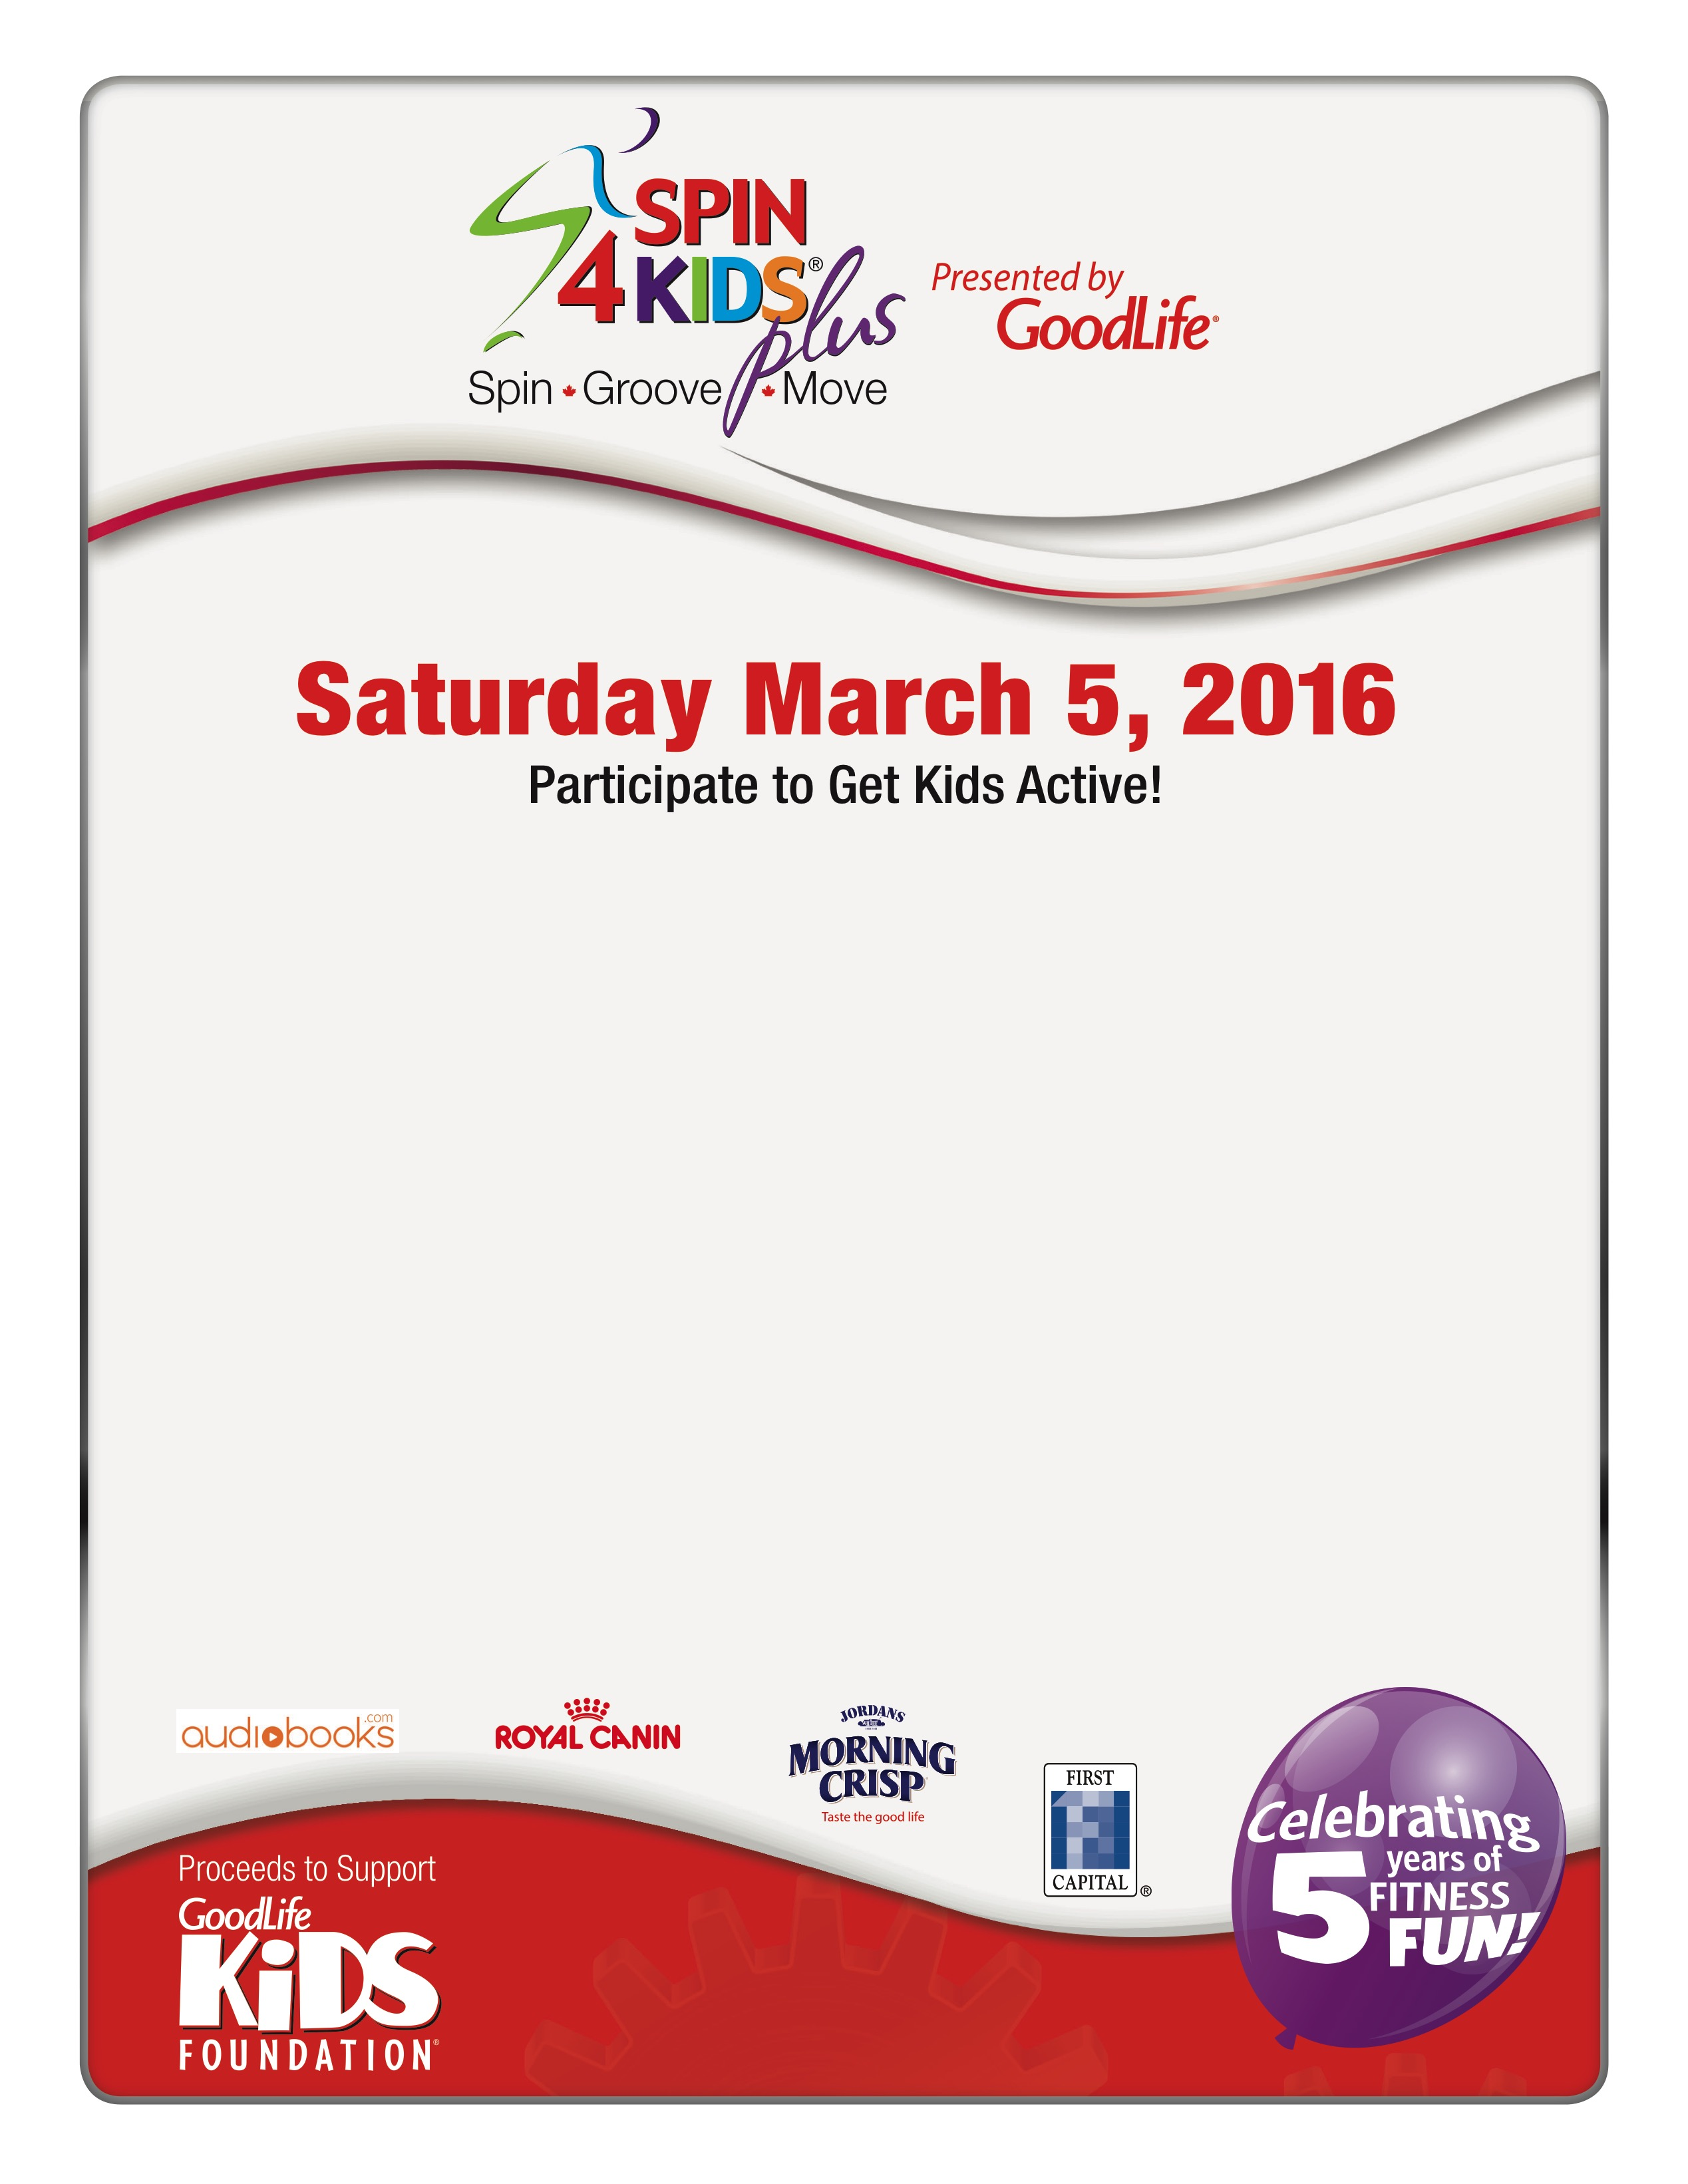 SPIN
4 KIDS® plus
Spin Groove Move
Presented by
GoodLife®
Saturday March 5, 2016
Participate to Get Kids Active!
audiobooks.com
ROYAL CANIN
JORDANS
MORNING
CRISP
Taste the good life
FIRST
CAPITAL ®
Celebrating
5 years of
FITNESS
FUN!
Proceeds to Support
GoodLife
KiDS
FOUNDATION®